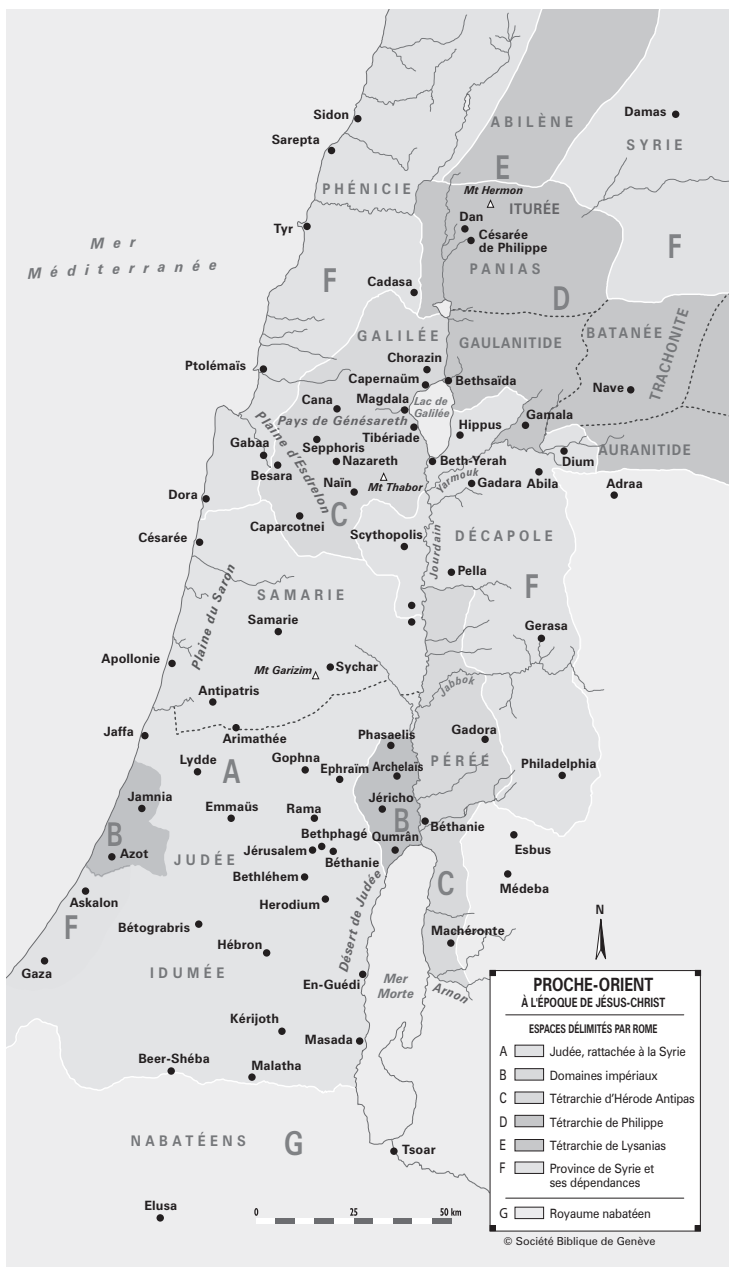 Sidon
Sarepta
Damas
ABILÈNE
SYRIE
E
PHÉNICIE
Mt Hermon
ITURÉE
Dan
Césarée
de Philippe
Tyr
Mer
Méditerranée
F
F
PANIAS
D
Cadasa
GALILÉE
GAULANITIDE
BATANÉE
TRACHONITE
Chorazin
Ptolémaïs
Capernaüm
Bethsaïda
Nave
Cana
Magdala
Lac de
Galilée
Pays de Génésareth
Gamala
Hippus
Plaine d'Esdrelon
Tibériade
Gabaa
Sepphoris
AURANITIDE
Besara
Nazareth
Beth-Yerah
Dium
Yarmouk
Mt Thabor
Naïn
Gadara
Abila
Adraa
Dora
C
Caparcotnei
Césarée
Scythopolis
DÉCAPOLE
Jourdain
Pella
F
Plaine du Saron
SAMARIE
Samarie
Gerasa
Apollonie
Mt Garizim
Sychar
Jabbok
Antipatris
Jaffa
Arimathée
Phasaelis
Gadora
Lydde
A
Gophna
Ephraïm
Archelaïs
PÉRÉE
Philadelphia
Jamnia
Emmaüs
Rama
Jéricho
B
Béthanie
B
Bethphagé
Qumrân
Esbus
Azot
JUDÉE
Jérusalem
Béthanie
Bethléhem
C
Médeba
Askalon
Herodium
Désert de Judée
F
Bétograbris
Machéronte
N
Hébron
Gaza
IDUMÉE
En-Guédi
Mer
Morte
Arnon
Kérijoth
Masada
Beer-Shéba
Malatha
NABATÉENS
G
Tsoar
Elusa
0 25 50 km
PROCHE-ORIENT
À L'ÉPOQUE DE JÉSUS-CHRIST
ESPACES DÉLIMITÉS PAR ROME
A Judée, rattachée à la Syrie
B Domaines impériaux
C Tétrarchie d'Hérode Antipas
D Tétrarchie de Philippe
E Tétrarchie de Lysanias
F Province de Syrie et
ses dépendances
G Royaume nabatéen
© Société Biblique de Genève